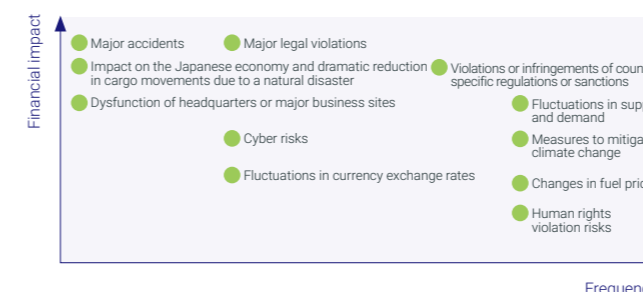 Financial impact
Major accidents
Major legal violations
Impact on the Japanese economy and dramatic reduction
in cargo movements due to a natural disaster
Violations or infringements of coun
specific regulations or sanctions
Dysfunction of headquarters or major business sites
Fluctuations in sup
and demand
Cyber risks
Measures to mitiga
climate change
Fluctuations in currency exchange rates
Changes in fuel pri
Human rights
violation risks
Frequen